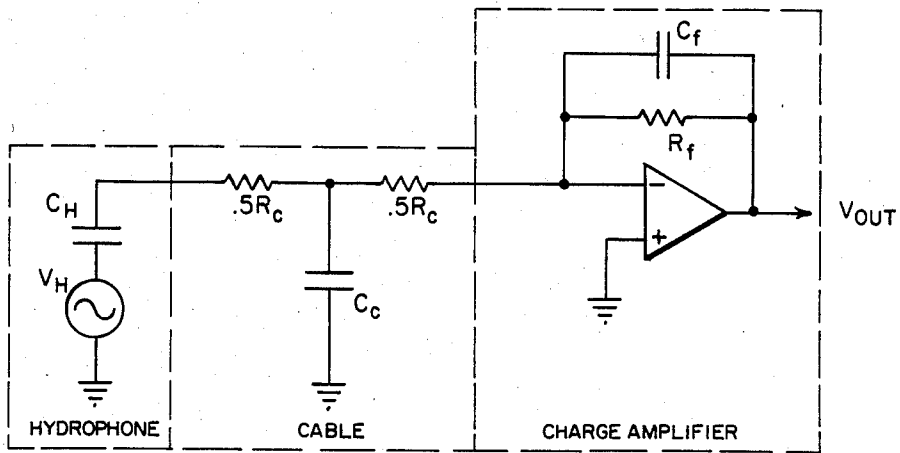 C_f
R_f
C_H
.5R_c
.5R_c
−
+
V_OUT
V_H
C_c
HYDROPHONE
CABLE
CHARGE AMPLIFIER